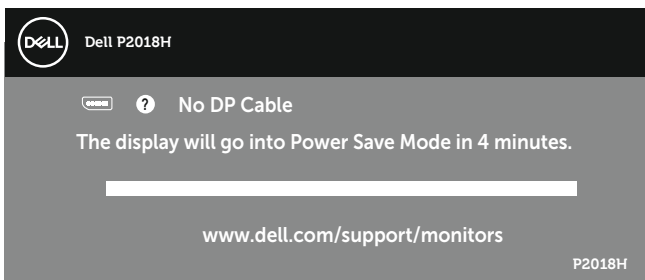 DELL
Dell P2018H
? No DP Cable
The display will go into Power Save Mode in 4 minutes.
www.dell.com/support/monitors
P2018H